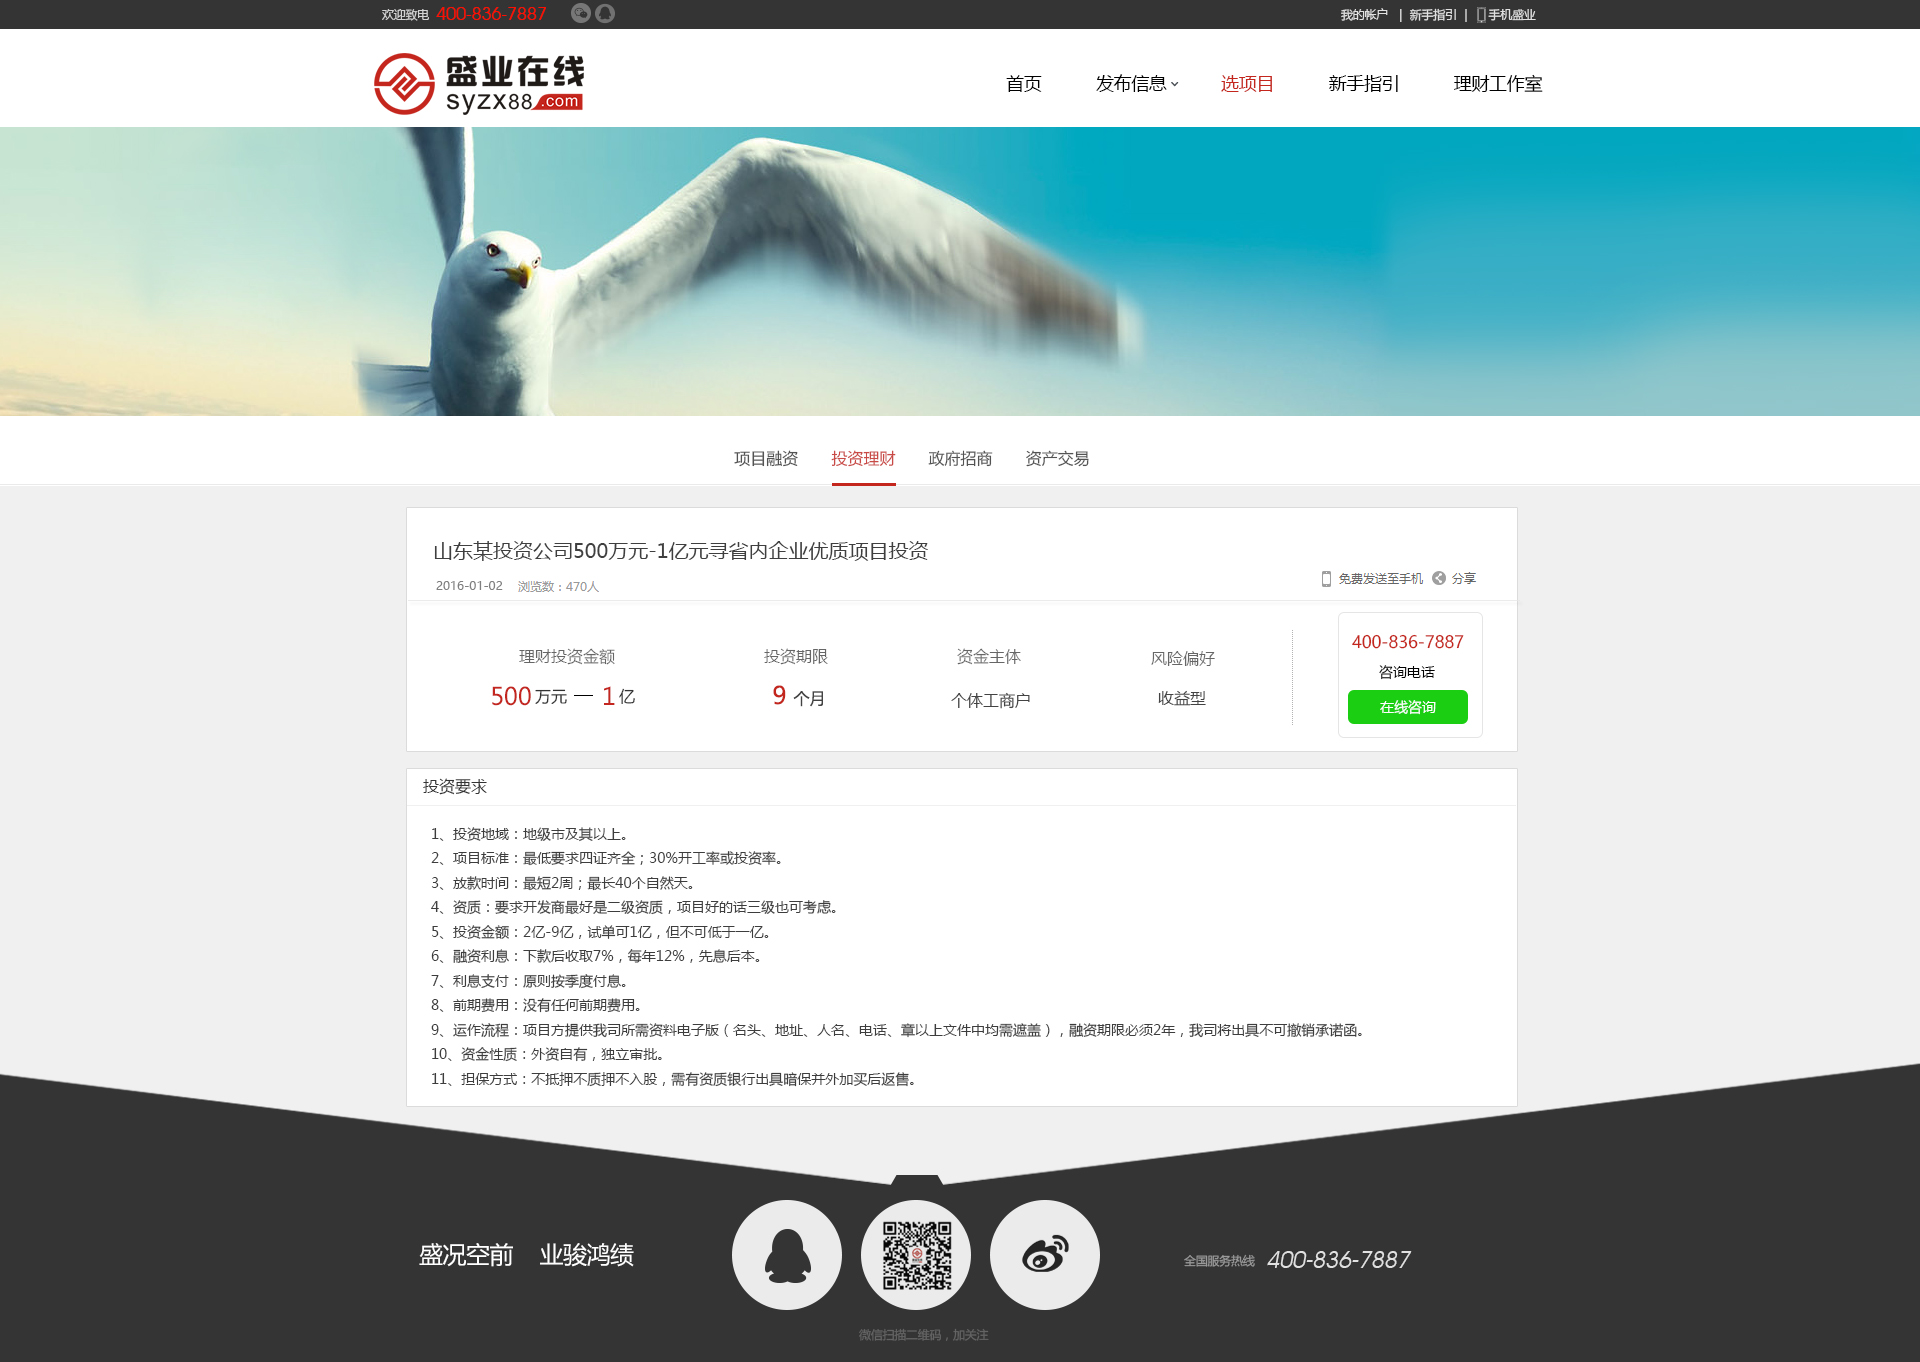 欢迎致电 400-836-7887
我的帐户 | 新手指引 | 手机盛业
盛业在线
syzx88.com
首页 发布信息 选项目 新手指引 理财工作室
项目融资 投资理财 政府招商 资产交易
山东某投资公司500万元-1亿元寻省内企业优质项目投资
2016-01-02 浏览数：470人
免费发送至手机 分享
理财投资金额 投资期限 资金主体 风险偏好
500万元 — 1亿 9 个月 个体工商户 收益型
400-836-7887
咨询电话
在线咨询
投资要求
1、投资地域：地级市及其以上。
2、项目标准：最低要求四证齐全；30%开工率或投资率。
3、放款时间：最短2周；最长40个自然天。
4、资质：要求开发商最好是二级资质，项目好的话三级也可考虑。
5、投资金额：2亿-9亿，试单可1亿，但不可低于一亿。
6、融资利息：下款后收取7%，每年12%，先息后本。
7、利息支付：原则按季度付息。
8、前期费用：没有任何前期费用。
9、运作流程：项目方提供我司所需资料电子版（名头、地址、人名、电话、章以上文件中均需遮盖），融资期限必须2年，我司将出具不可撤销承诺函。
10、资金性质：外资自有，独立审批。
11、担保方式：不抵押不质押不入股，需有资质银行出具暗保并外加买后返售。
盛况空前 业骏鸿绩
全国服务热线 400-836-7887
微信扫描二维码，加关注